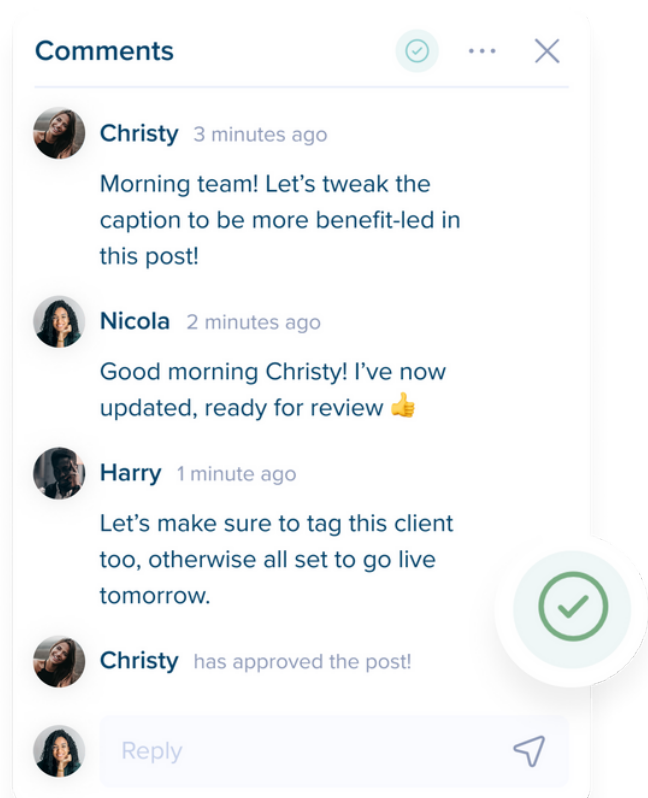 Comments
Christy 3 minutes ago
Morning team! Let’s tweak the
caption to be more benefit-led in
this post!
Nicola 2 minutes ago
Good morning Christy! I’ve now
updated, ready for review 👍
Harry 1 minute ago
Let’s make sure to tag this client
too, otherwise all set to go live
tomorrow.
Christy has approved the post!
Reply